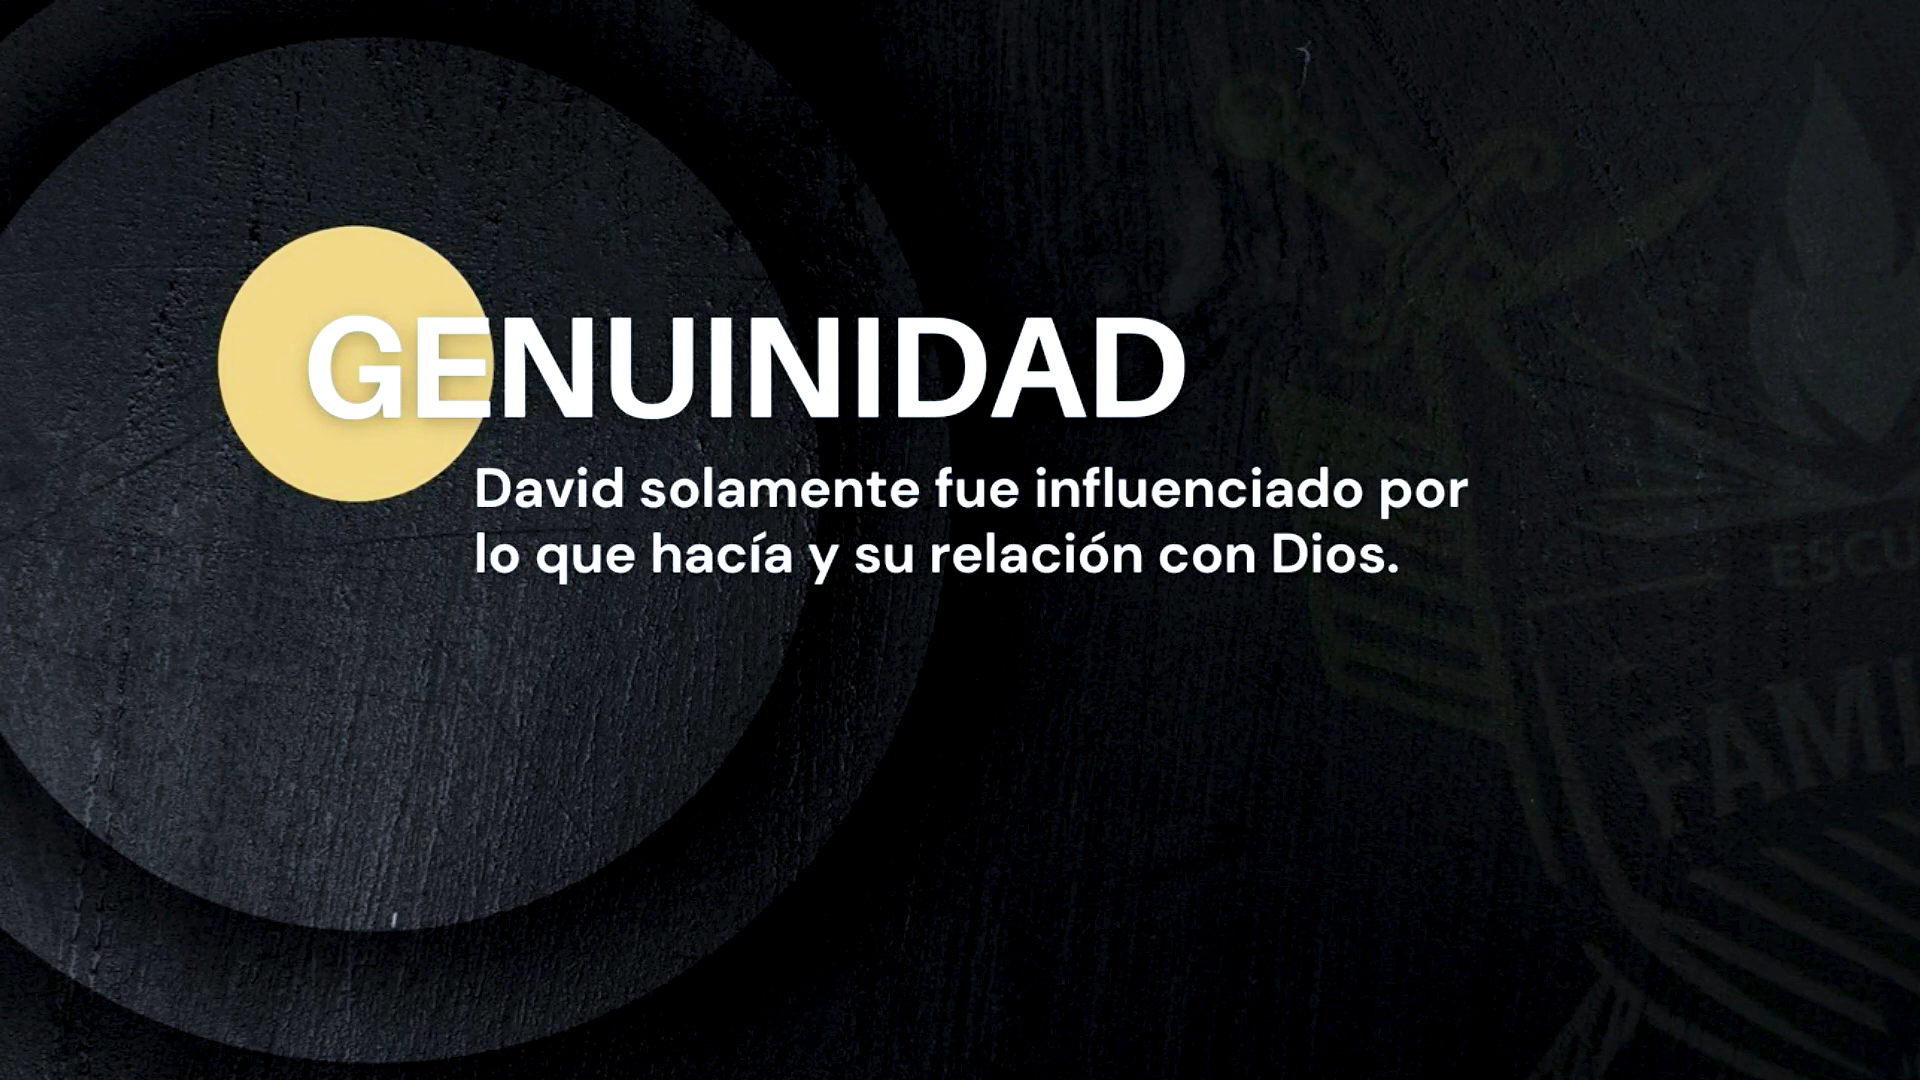 GENUINIDAD
David solamente fue influenciado por
lo que hacía y su relación con Dios.